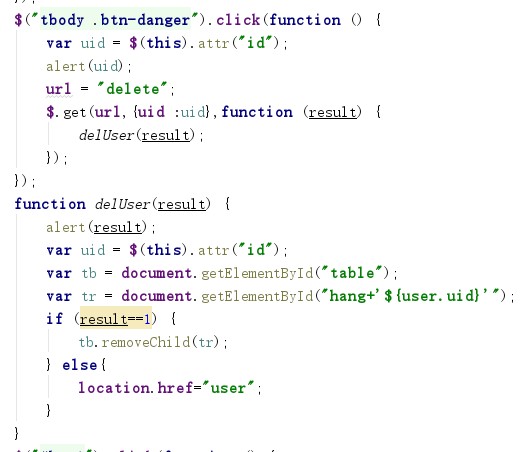 $("tbody .btn-danger").click(function () {
var uid = $(this).attr("id");
alert(uid);
url = "delete";
$.get(url,{uid :uid},function (result) {
delUser(result);
});
});
function delUser(result) {
alert(result);
var uid = $(this).attr("id");
var tb = document.getElementById("table");
var tr = document.getElementById("hang+'${user.uid}'");
if (result==1) {
tb.removeChild(tr);
} else{
location.href="user";
}
}